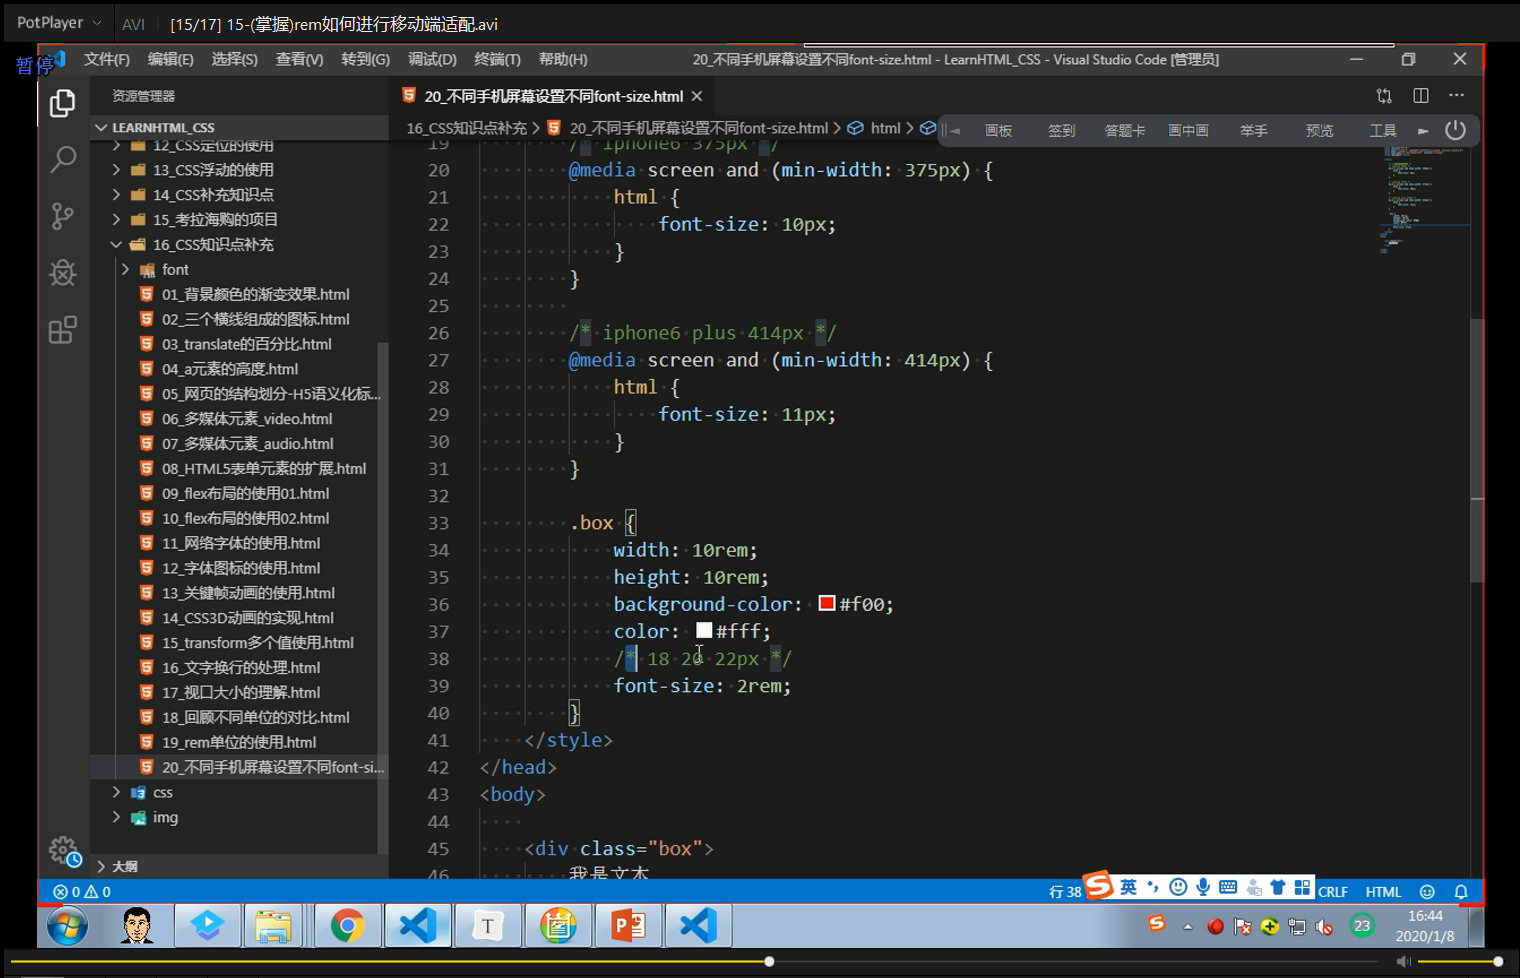 PotPlayer AVI [15/17] 15-(掌握)rem如何进行移动端适配.avi
暂停
文件(F) 编辑(E) 选择(S) 查看(V) 转到(G) 调试(D) 终端(T) 帮助(H) 20_不同手机屏幕设置不同font-size.html - LearnHTML_CSS - Visual Studio Code [管理员]
资源管理器
20_不同手机屏幕设置不同font-size.html
LEARNHTML_CSS
16_CSS知识点补充 > 20_不同手机屏幕设置不同font-size.html > html >
画板 签到 答题卡 画中画 举手 预览 工具
12_CSS定位的使用
13_CSS浮动的使用
14_CSS补充知识点
15_考拉海购的项目
16_CSS知识点补充
font
01_背景颜色的渐变效果.html
02_三个横线组成的图标.html
03_translate的百分比.html
04_a元素的高度.html
05_网页的结构划分-H5语义化标...
06_多媒体元素_video.html
07_多媒体元素_audio.html
08_HTML5表单元素的扩展.html
09_flex布局的使用01.html
10_flex布局的使用02.html
11_网络字体的使用.html
12_字体图标的使用.html
13_关键帧动画的使用.html
14_CSS3D动画的实现.html
15_transform多个值使用.html
16_文字换行的处理.html
17_视口大小的理解.html
18_回顾不同单位的对比.html
19_rem单位的使用.html
20_不同手机屏幕设置不同font-si...
css
img
大纲
19 /* iphone6 375px */
20 @media screen and (min-width: 375px) {
21 html {
22 font-size: 10px;
23 }
24 }
25
26 /* iphone6 plus 414px */
27 @media screen and (min-width: 414px) {
28 html {
29 font-size: 11px;
30 }
31 }
32
33 .box {
34 width: 10rem;
35 height: 10rem;
36 background-color: #f00;
37 color: #fff;
38 /* 18 20 22px */
39 font-size: 2rem;
40 }
41 </style>
42 </head>
43 <body>
44
45 <div class="box">
46 我是文本
0 0
行 38
英
CRLF HTML
T
23
16:44
2020/1/8